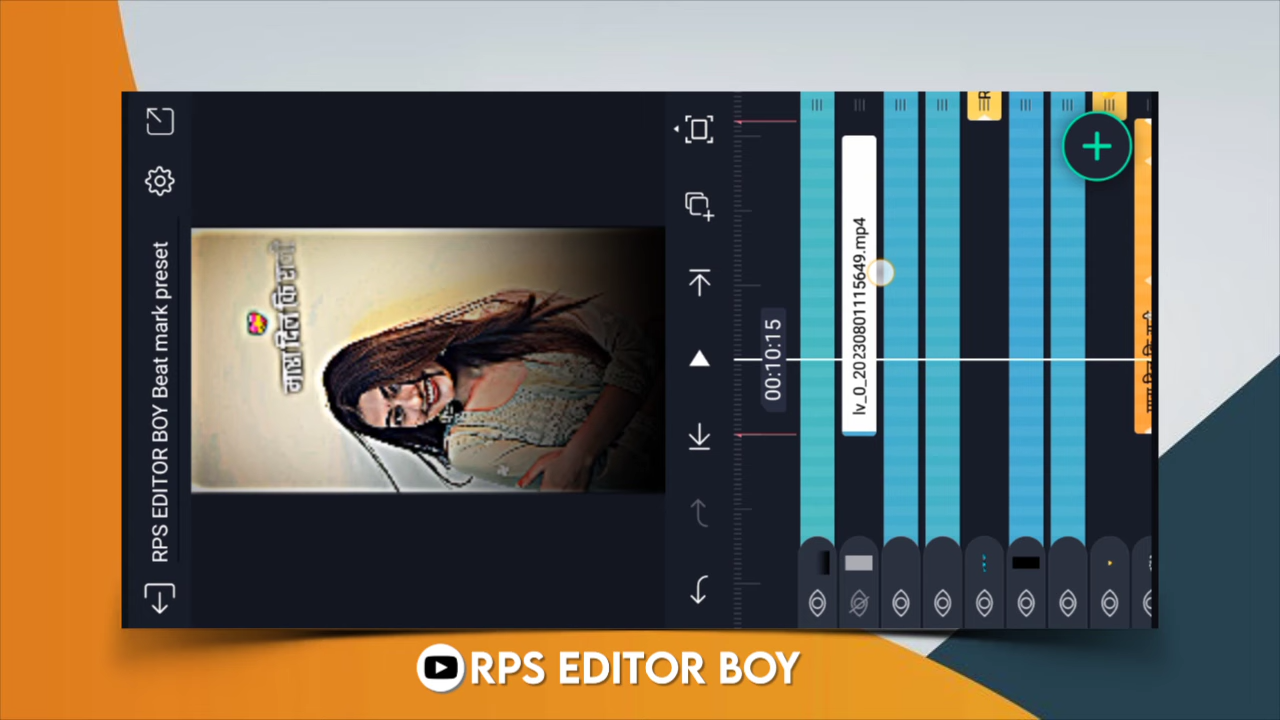 RPS EDITOR BOY Beat mark preset
00:10:15
lv_0_20230801115649.mp4
R
RPS EDITOR BOY